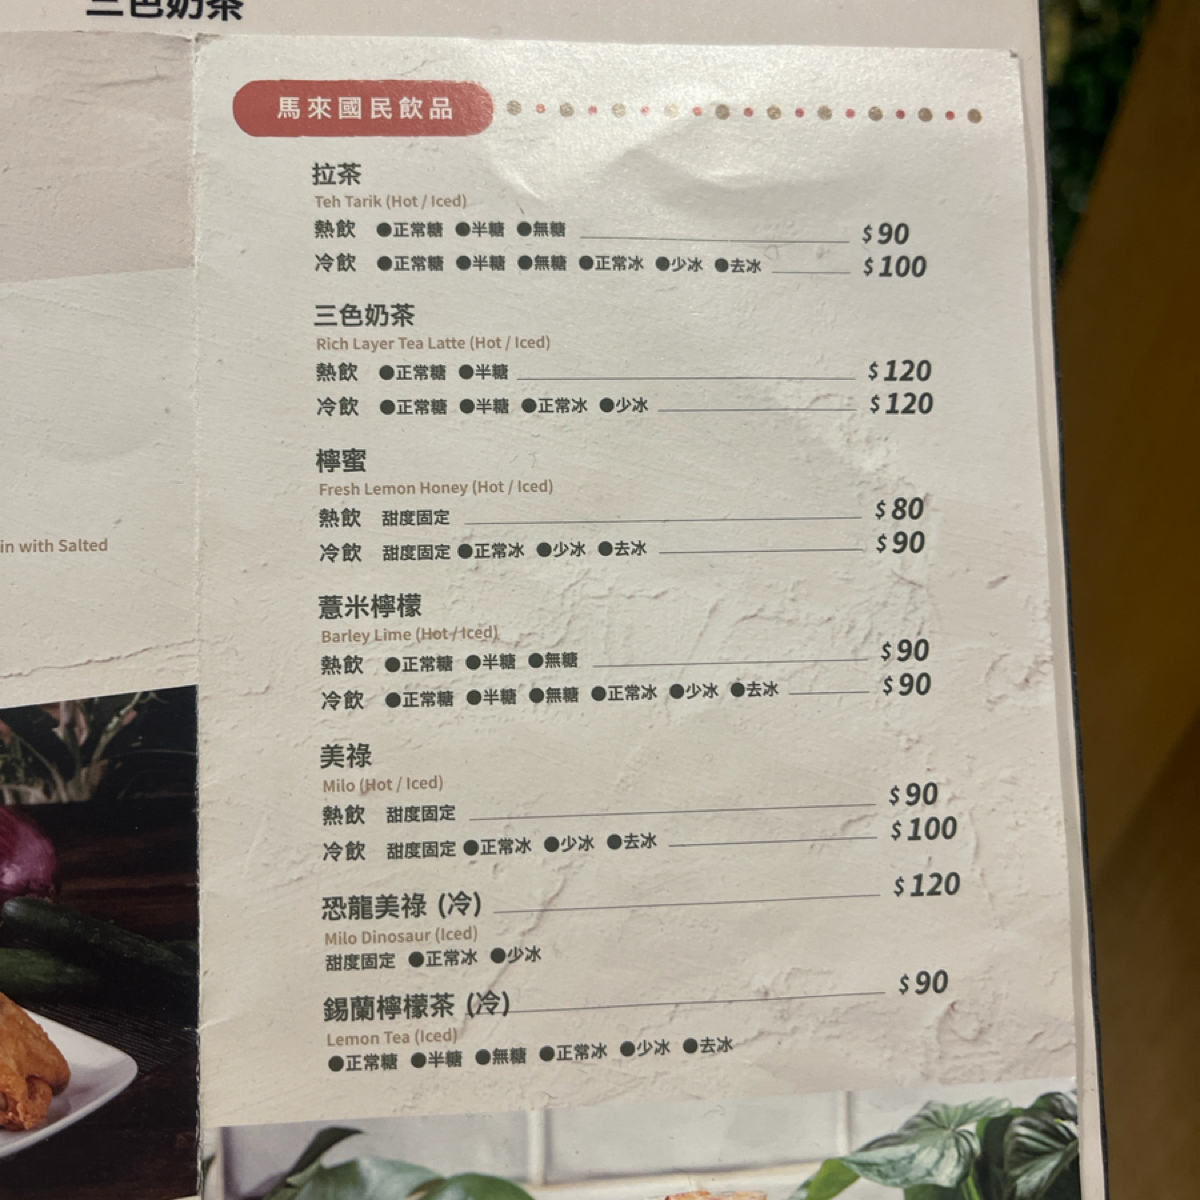 三色奶茶
馬來國民飲品
拉茶
Teh Tarik (Hot / Iced)
熱飲 ●正常糖 ●半糖 ●無糖 $90
冷飲 ●正常糖 ●半糖 ●無糖 ●正常冰 ●少冰 ●去冰 $100
三色奶茶
Rich Layer Tea Latte (Hot / Iced)
熱飲 ●正常糖 ●半糖 $120
冷飲 ●正常糖 ●半糖 ●正常冰 ●少冰 $120
檸蜜
Fresh Lemon Honey (Hot / Iced)
熱飲 甜度固定 $80
冷飲 甜度固定 ●正常冰 ●少冰 ●去冰 $90
in with Salted
薏米檸檬
Barley Lime (Hot / Iced)
熱飲 ●正常糖 ●半糖 ●無糖 $90
冷飲 ●正常糖 ●半糖 ●無糖 ●正常冰 ●少冰 ●去冰 $90
美祿
Milo (Hot / Iced)
熱飲 甜度固定 $90
冷飲 甜度固定 ●正常冰 ●少冰 ●去冰 $100
恐龍美祿 (冷) $120
Milo Dinosaur (Iced)
甜度固定 ●正常冰 ●少冰
錫蘭檸檬茶 (冷) $90
Lemon Tea (Iced)
●正常糖 ●半糖 ●無糖 ●正常冰 ●少冰 ●去冰